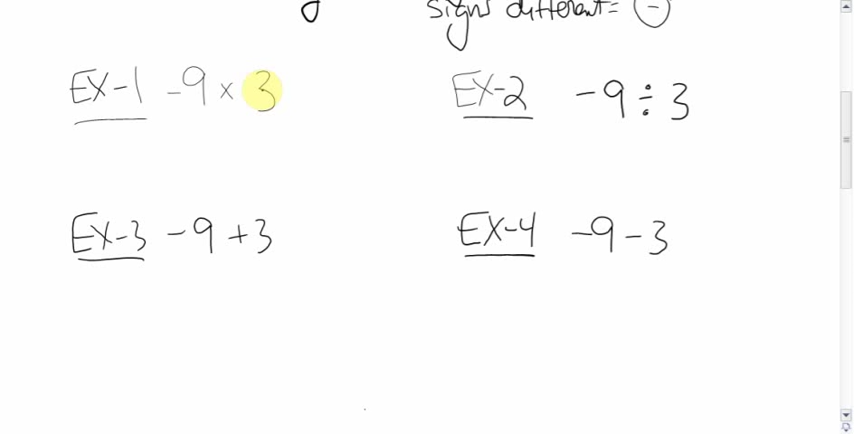 signs different = ⊖
EX-1 -9 × 3
EX-2 -9 ÷ 3
EX-3 -9 + 3
EX-4 -9 - 3